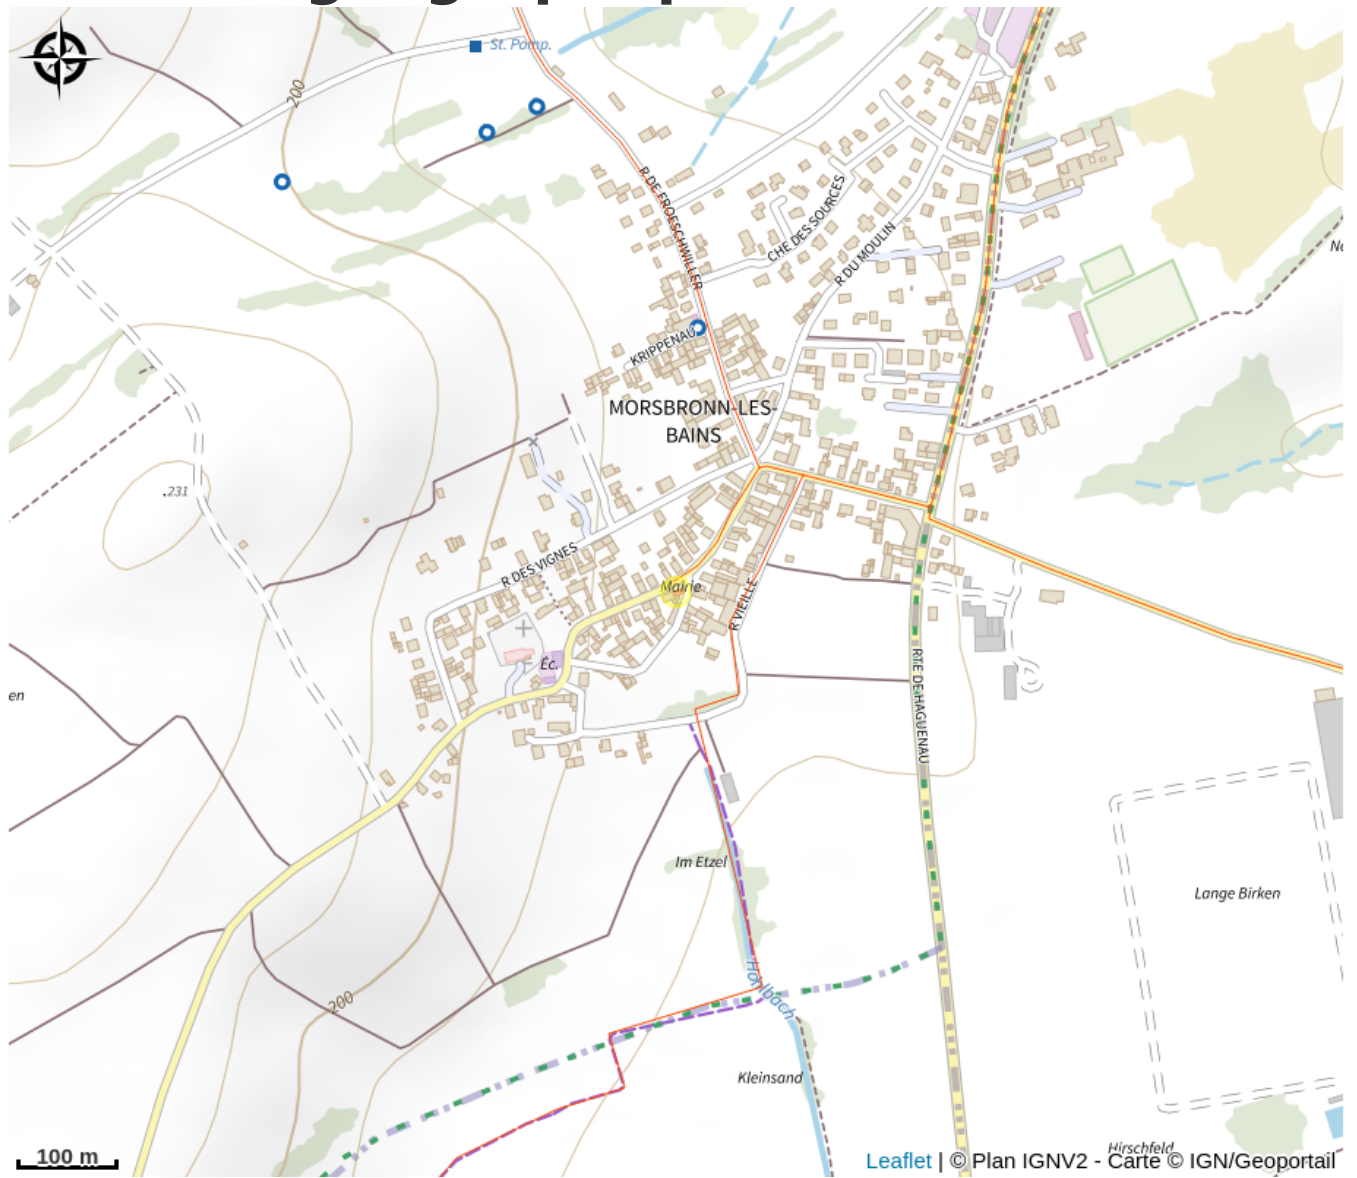 St. Pomp.
200
R DE FROESCHWILLER
CHE DES SOURCES
R DU MOULIN
KRIPPENAU
MORSBRONN-LES-
BAINS
.231
R DES VIGNES
Mairie
R VIEILLE
Éc.
en
RTE DE HAGUENAU
Im Etzel
Lange Birken
200
Kleinsand
Hirschfeld
100 m
Leaflet | © Plan IGNV2 - Carte © IGN/Geoportail